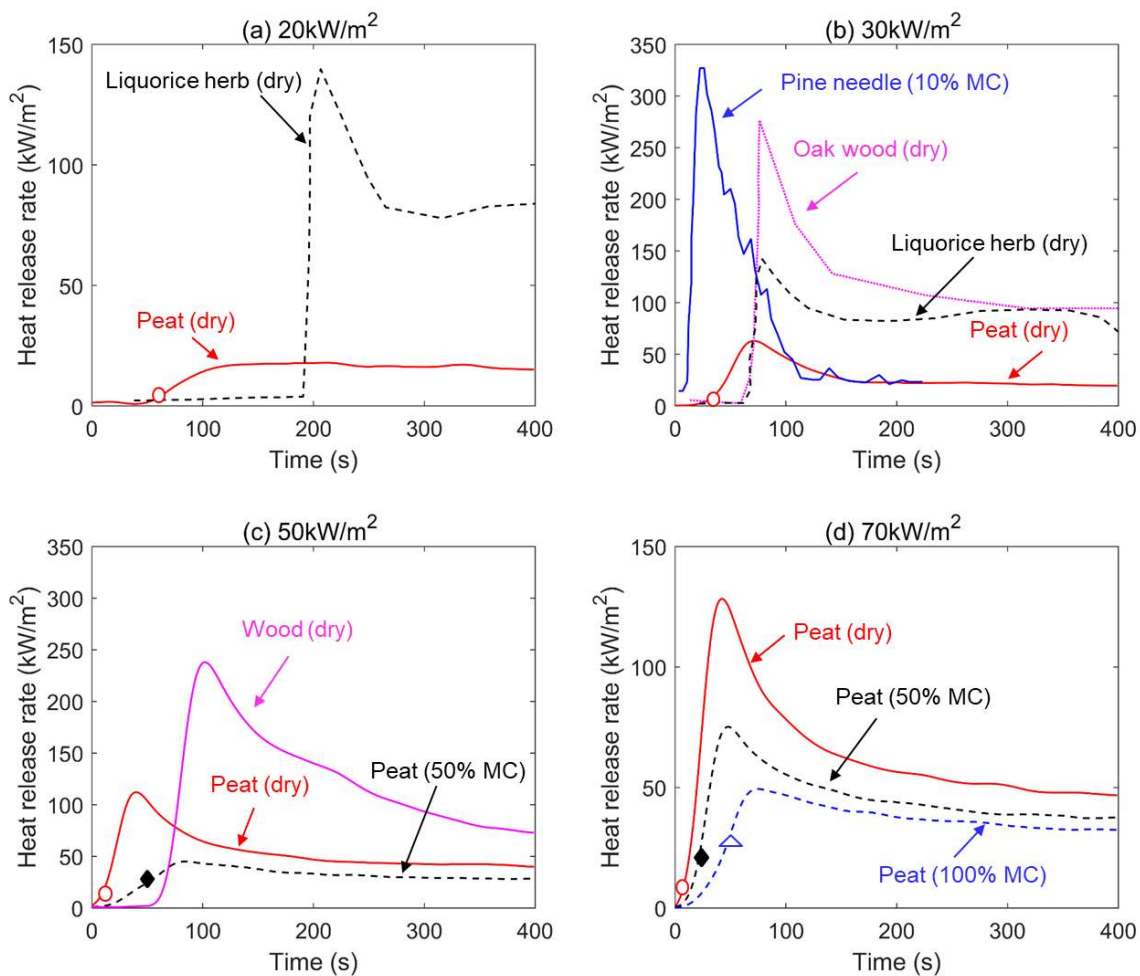 (a) 20kW/m²
150
100
50
0
Heat release rate (kW/m²)
Liquorice herb (dry)
Peat (dry)
0 100 200 300 400
Time (s)
(b) 30kW/m²
350
300
250
200
150
100
50
0
Heat release rate (kW/m²)
Pine needle (10% MC)
Oak wood (dry)
Liquorice herb (dry)
Peat (dry)
0 100 200 300 400
Time (s)
(c) 50kW/m²
350
300
250
200
150
100
50
0
Heat release rate (kW/m²)
Wood (dry)
Peat (50% MC)
Peat (dry)
0 100 200 300 400
Time (s)
(d) 70kW/m²
150
100
50
0
Heat release rate (kW/m²)
Peat (dry)
Peat (50% MC)
Peat (100% MC)
0 100 200 300 400
Time (s)